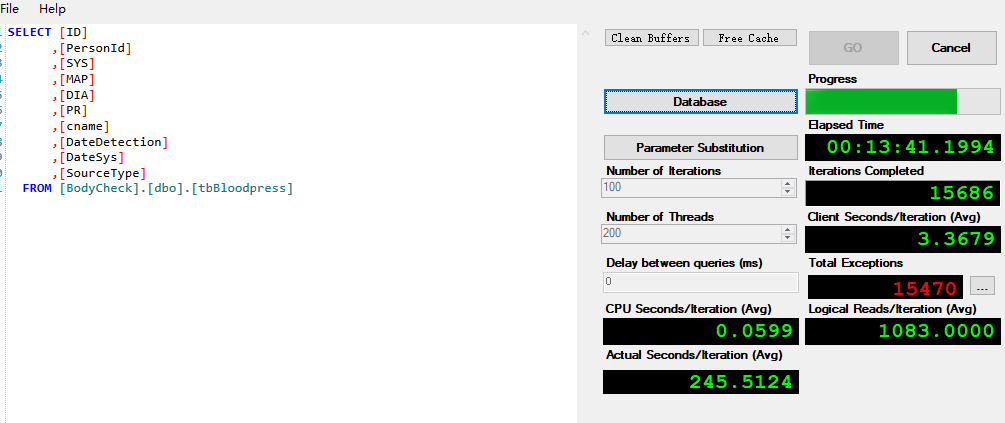 File Help
SELECT [ID]
,[PersonId]
,[SYS]
,[MAP]
,[DIA]
,[PR]
,[cname]
,[DateDetection]
,[DateSys]
,[SourceType]
FROM [BodyCheck].[dbo].[tbBloodpress]
Clean Buffers Free Cache GO Cancel
Progress
Database
Elapsed Time
00:13:41.1994
Parameter Substitution
Number of Iterations Iterations Completed
100 15686
Number of Threads Client Seconds/Iteration (Avg)
200 3.3679
Delay between queries (ms) Total Exceptions
0 15470 ...
CPU Seconds/Iteration (Avg) Logical Reads/Iteration (Avg)
0.0599 1083.0000
Actual Seconds/Iteration (Avg)
245.5124